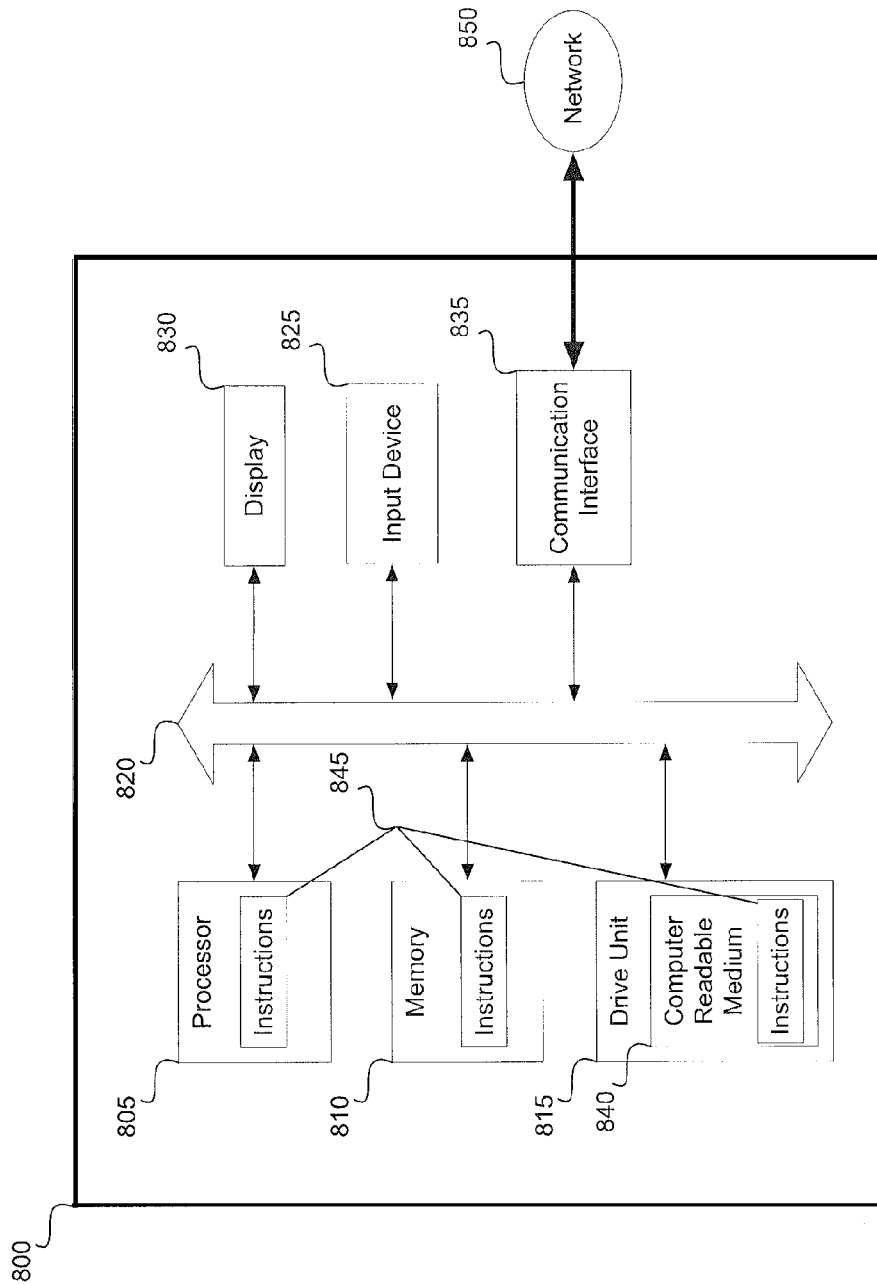 800
805
Processor
Instructions
810
Memory
Instructions
815
Drive Unit
840
Computer
Readable
Medium
Instructions
820
845
830
Display
825
Input Device
835
Communication
Interface
850
Network